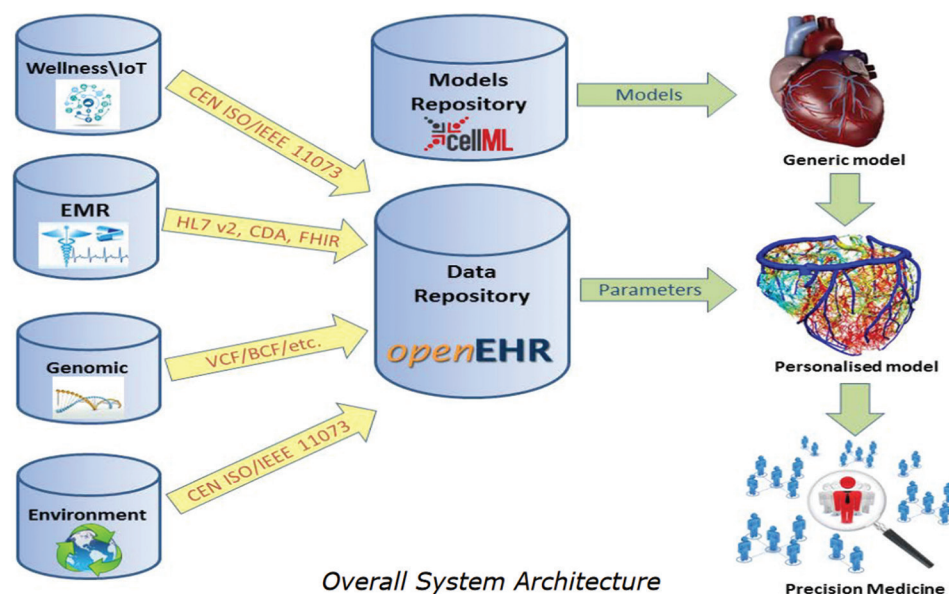 Wellness\IoT
CEN ISO/IEEE 11073
EMR
HL7 v2, CDA, FHIR
Genomic
VCF/BCF/etc.
Environment
CEN ISO/IEEE 11073
Models
Repository
cellML
Data
Repository
openEHR
Models
Parameters
Generic model
Personalised model
Precision Medicine
Overall System Architecture